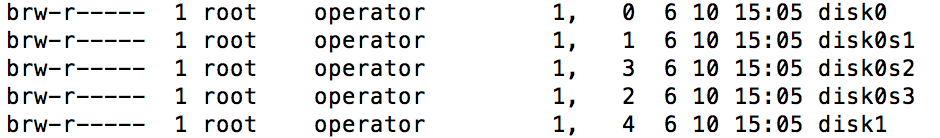 brw-r-----  1 root    operator         1,   0  6 10 15:05 disk0
brw-r-----  1 root    operator         1,   1  6 10 15:05 disk0s1
brw-r-----  1 root    operator         1,   3  6 10 15:05 disk0s2
brw-r-----  1 root    operator         1,   2  6 10 15:05 disk0s3
brw-r-----  1 root    operator         1,   4  6 10 15:05 disk1